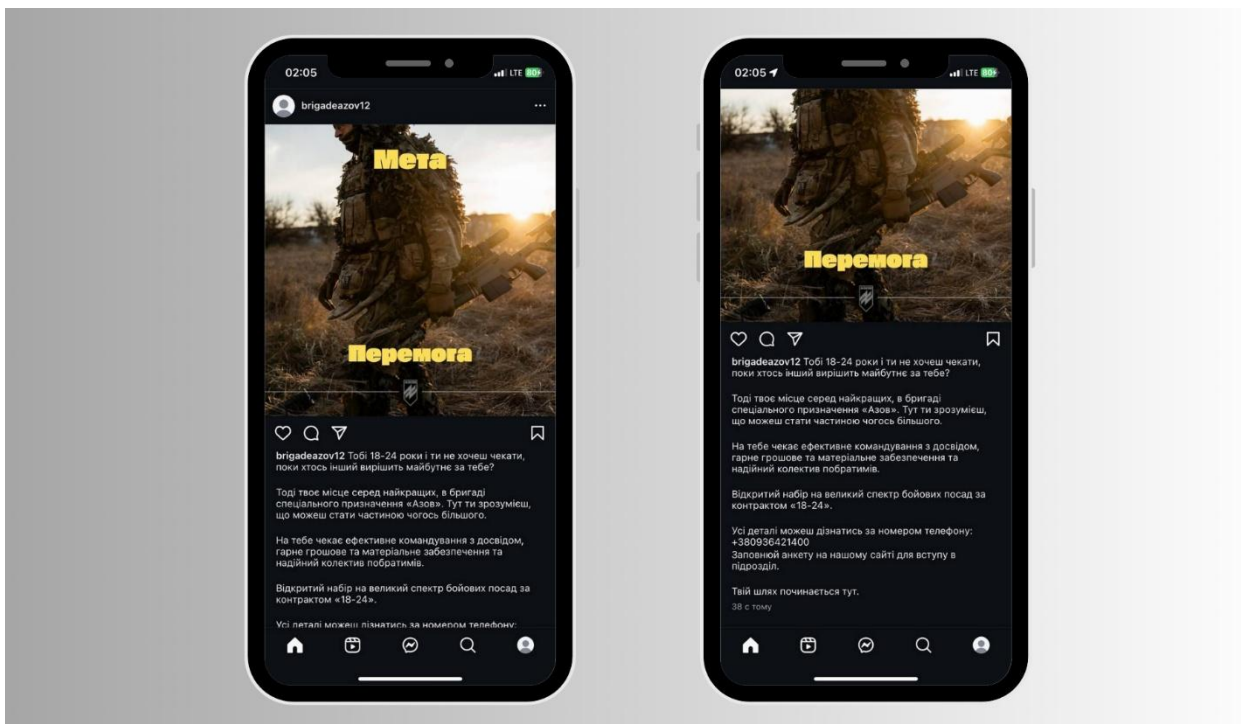 02:05
LTE 80
brigadeazov12
Мета
Перемога
brigadeazov12 Тобі 18-24 роки і ти не хочеш чекати,
поки хтось інший вирішить майбутнє за тебе?
Тоді твоє місце серед найкращих, в бригаді
спеціального призначення «Азов». Тут ти зрозумієш,
що можеш стати частиною чогось більшого.
На тебе чекає ефективне командування з досвідом,
гарне грошове та матеріальне забезпечення та
надійний колектив побратимів.
Відкритий набір на великий спектр бойових посад за
контрактом «18-24».
Усі деталі можеш дізнатись за номером телефону:
02:05
LTE 80
Перемога
brigadeazov12 Тобі 18-24 роки і ти не хочеш чекати,
поки хтось інший вирішить майбутнє за тебе?
Тоді твоє місце серед найкращих, в бригаді
спеціального призначення «Азов». Тут ти зрозумієш,
що можеш стати частиною чогось більшого.
На тебе чекає ефективне командування з досвідом,
гарне грошове та матеріальне забезпечення та
надійний колектив побратимів.
Відкритий набір на великий спектр бойових посад за
контрактом «18-24».
Усі деталі можеш дізнатись за номером телефону:
+380936421400
Заповнюй анкету на нашому сайті для вступу в
підрозділ.
Твій шлях починається тут.
38 с тому